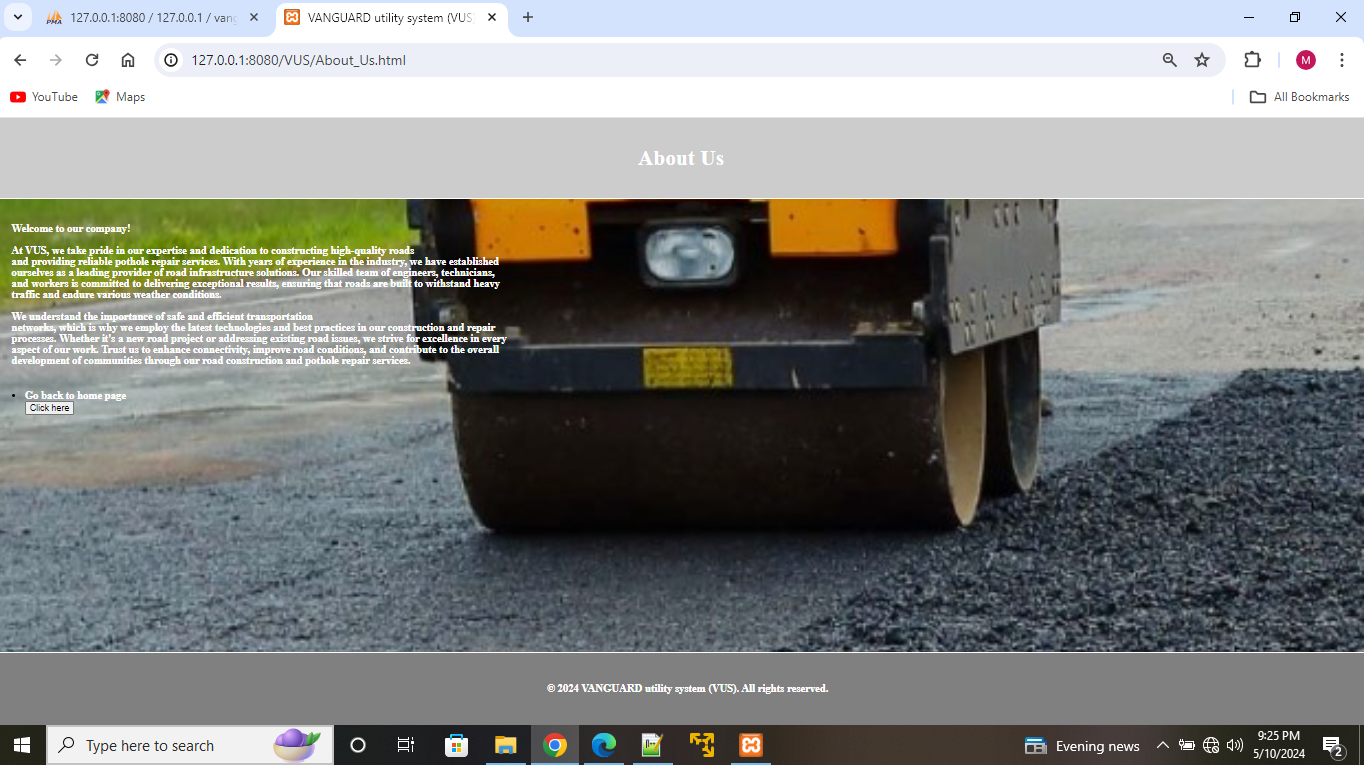 127.0.0.1:8080 / 127.0.0.1 / vang
VANGUARD utility system (VUS)
127.0.0.1:8080/VUS/About_Us.html
M
YouTube
Maps
All Bookmarks
About Us
Welcome to our company!
At VUS, we take pride in our expertise and dedication to constructing high-quality roads
and providing reliable pothole repair services. With years of experience in the industry, we have established
ourselves as a leading provider of road infrastructure solutions. Our skilled team of engineers, technicians,
and workers is committed to delivering exceptional results, ensuring that roads are built to withstand heavy
traffic and endure various weather conditions.
We understand the importance of safe and efficient transportation
networks, which is why we employ the latest technologies and best practices in our construction and repair
processes. Whether it's a new road project or addressing existing road issues, we strive for excellence in every
aspect of our work. Trust us to enhance connectivity, improve road conditions, and contribute to the overall
development of communities through our road construction and pothole repair services.
Go back to home page
Click here
© 2024 VANGUARD utility system (VUS). All rights reserved.
Type here to search
Evening news
9:25 PM
5/10/2024
2